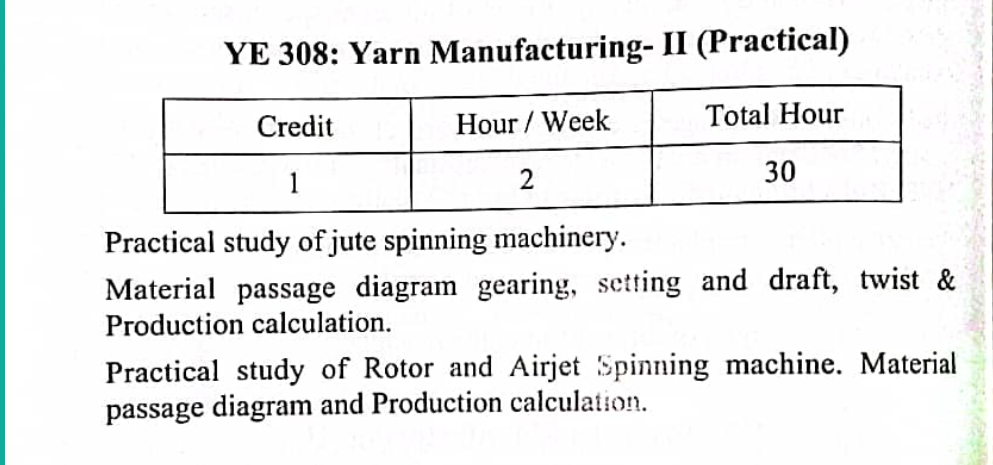 YE 308: Yarn Manufacturing- II (Practical)
Credit Hour / Week Total Hour
1 2 30
Practical study of jute spinning machinery.
Material passage diagram gearing, setting and draft, twist &
Production calculation.
Practical study of Rotor and Airjet Spinning machine. Material
passage diagram and Production calculation.